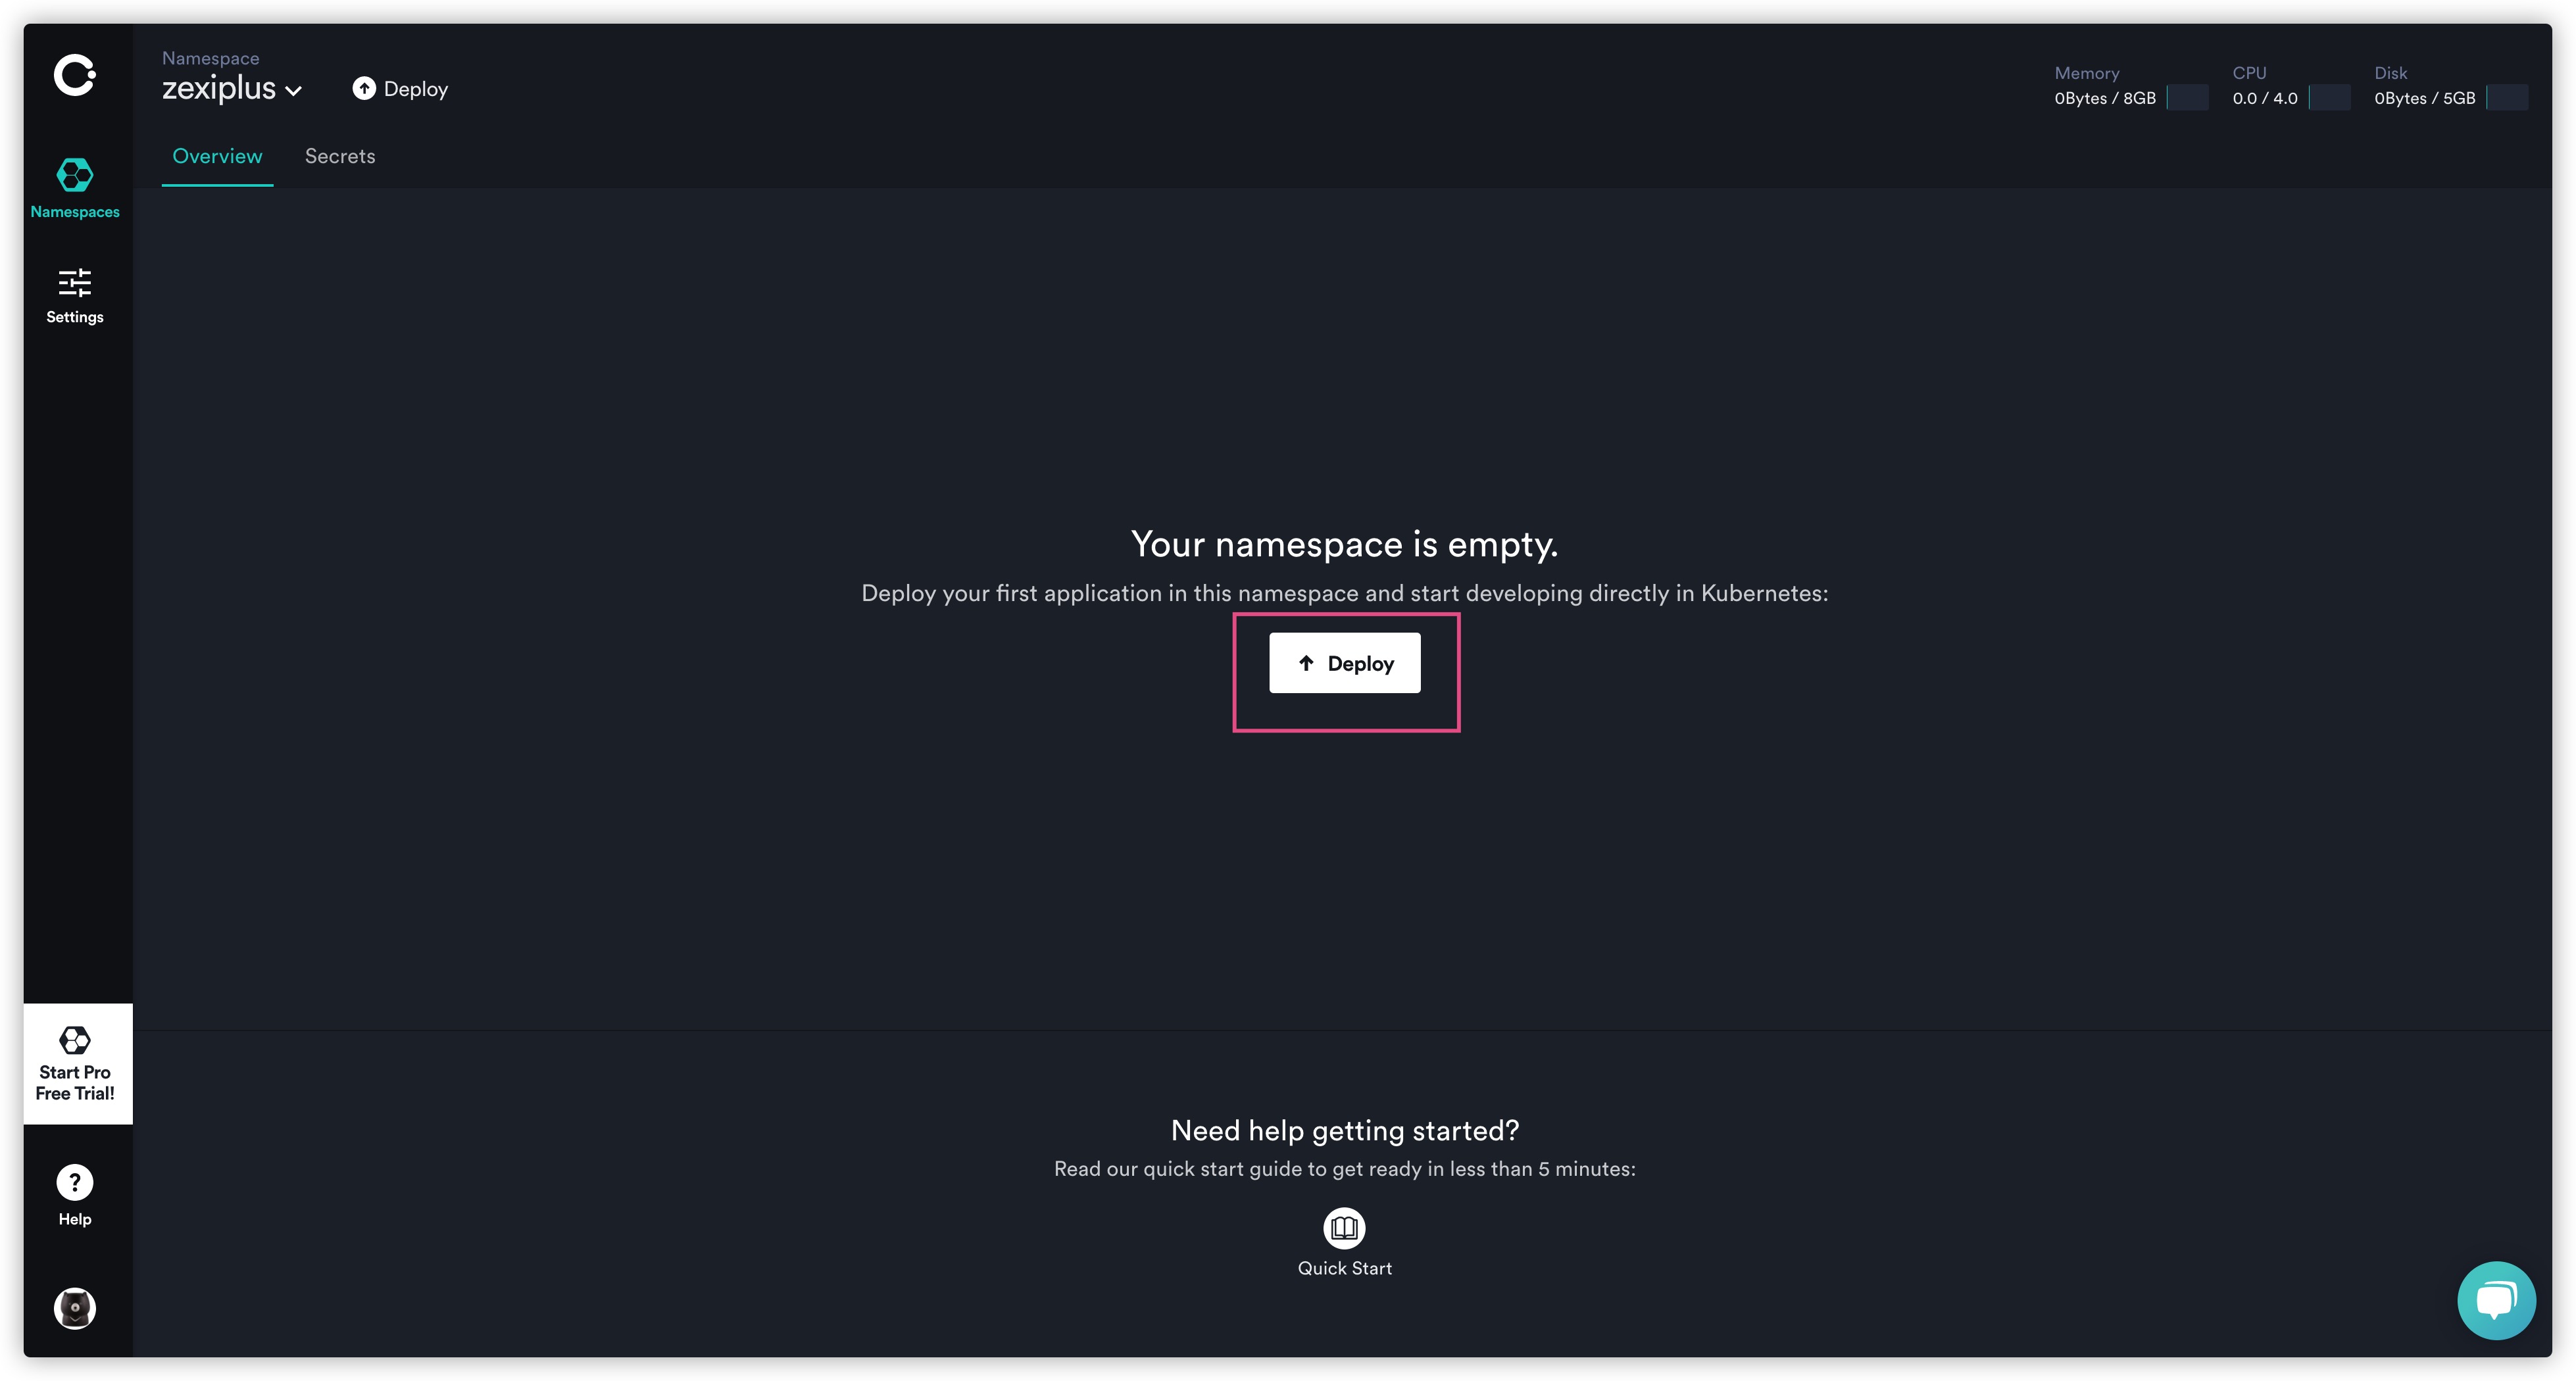 Namespace
zexiplus
Deploy
Memory
0Bytes / 8GB
CPU
0.0 / 4.0
Disk
0Bytes / 5GB
Overview
Secrets
Namespaces
Settings
Your namespace is empty.
Deploy your first application in this namespace and start developing directly in Kubernetes:
Deploy
Start Pro
Free Trial!
Need help getting started?
Read our quick start guide to get ready in less than 5 minutes:
Quick Start
?
Help